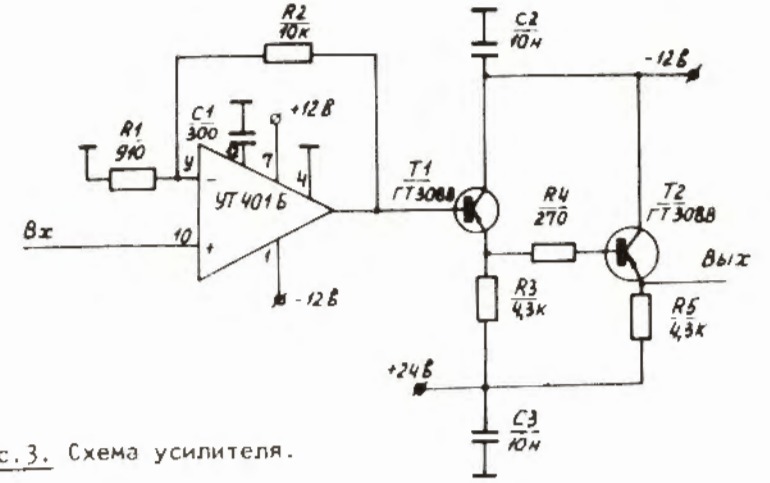 R2
10к
C2
10н
-12В
C1
300
+12В
R1
910
У
7
4
-
УТ401Б
10
+
Вх
1
-12В
T1
ГТ308В
R4
270
T2
ГТ308В
Вых
R3
4,3к
R5
4,3к
+24В
C3
10н
с.3. Схема усилителя.